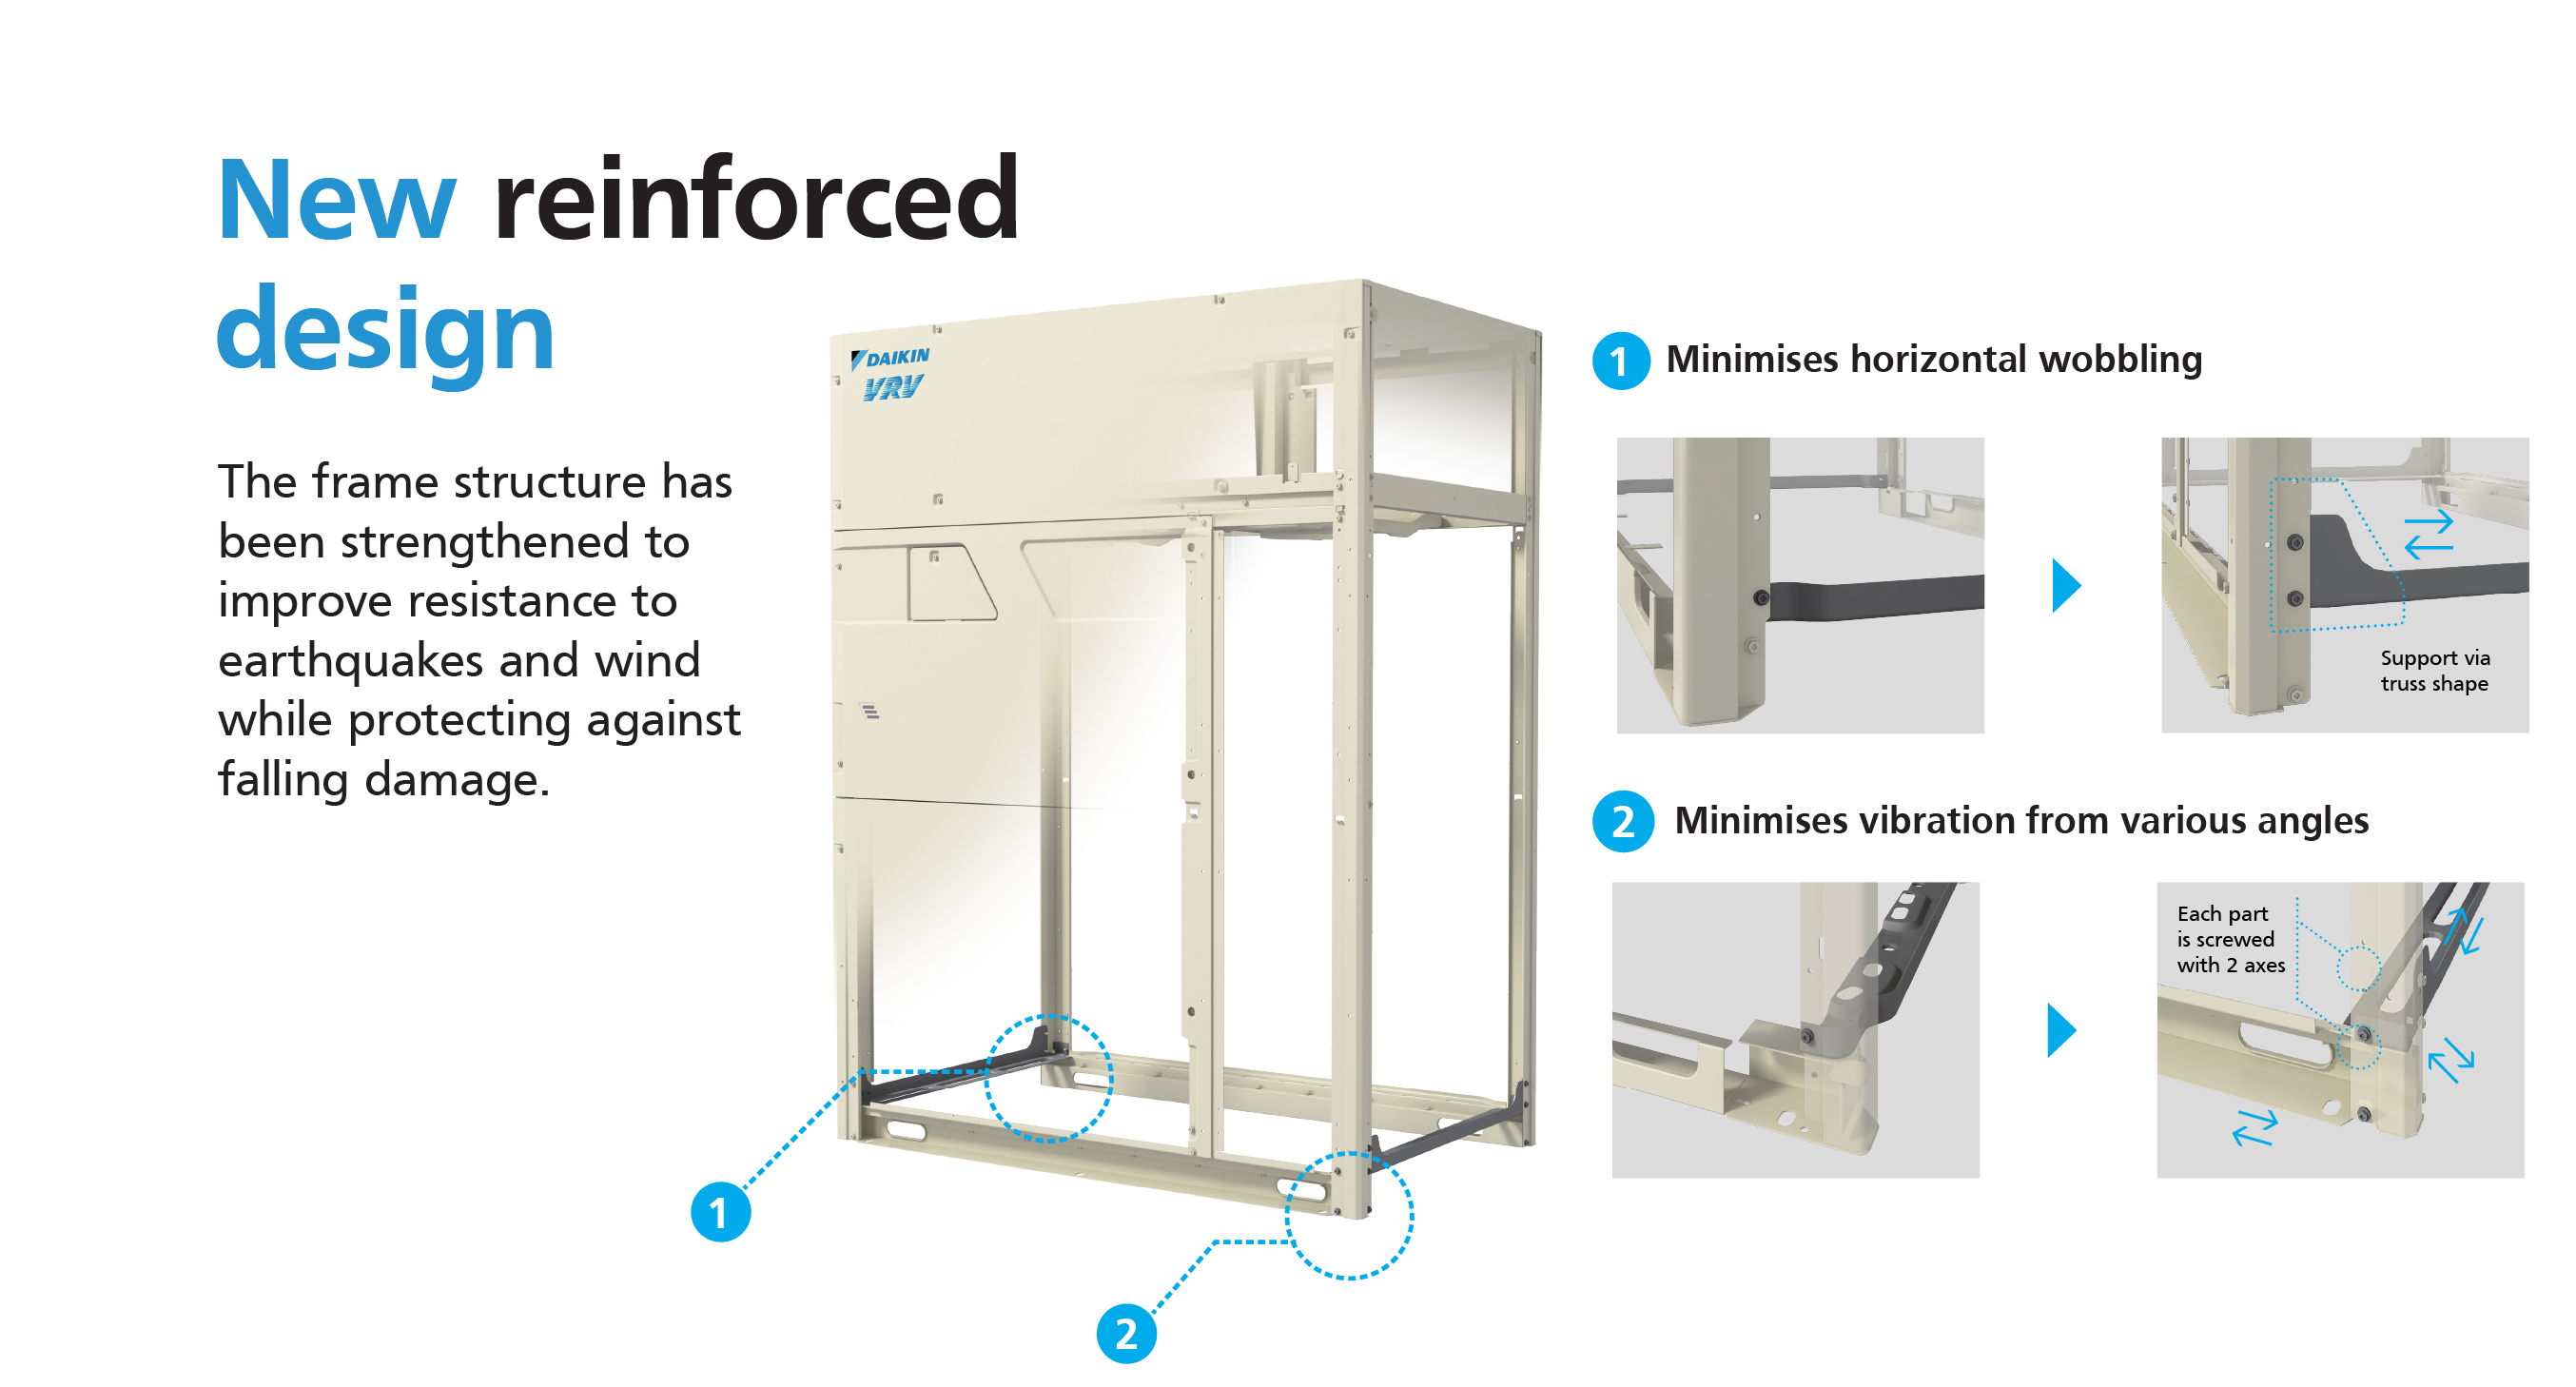 New reinforced
design
The frame structure has
been strengthened to
improve resistance to
earthquakes and wind
while protecting against
falling damage.
DAIKIN
VRV
1
2
1 Minimises horizontal wobbling
Support via
truss shape
2 Minimises vibration from various angles
Each part
is screwed
with 2 axes